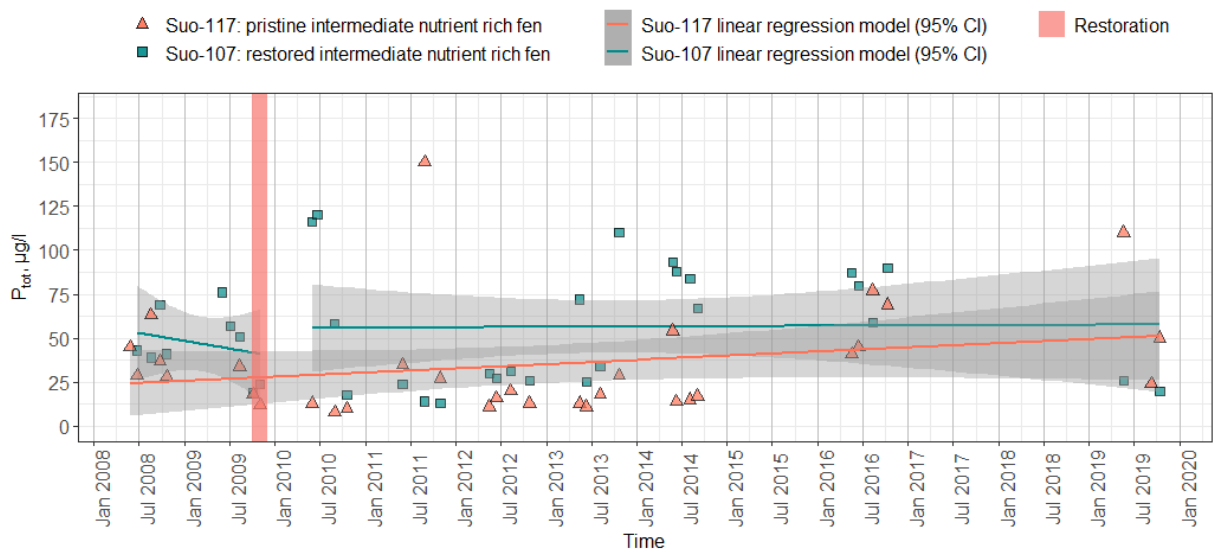 Suo-117: pristine intermediate nutrient rich fen
Suo-107: restored intermediate nutrient rich fen
Suo-117 linear regression model (95% CI)
Suo-107 linear regression model (95% CI)
Restoration
P_tot, µg/l
175
150
125
100
75
50
25
0
Jan 2008
Jul 2008
Jan 2009
Jul 2009
Jan 2010
Jul 2010
Jan 2011
Jul 2011
Jan 2012
Jul 2012
Jan 2013
Jul 2013
Jan 2014
Jul 2014
Jan 2015
Jul 2015
Jan 2016
Jul 2016
Jan 2017
Jul 2017
Jan 2018
Jul 2018
Jan 2019
Jul 2019
Jan 2020
Time